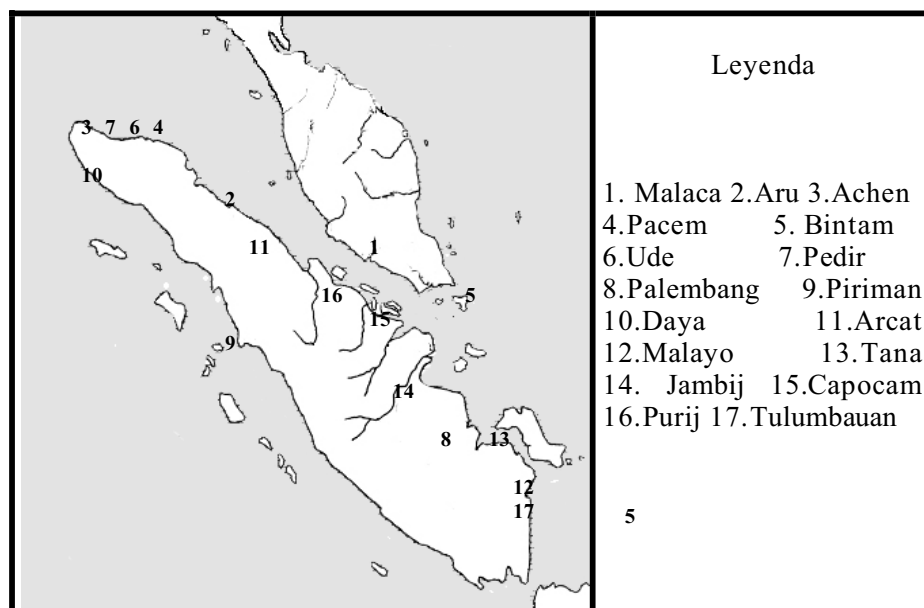 Leyenda
3 7 6 4
10
2
11 1
16 5
15
9
14
8 13
12
17
1. Malaca 2.Aru 3.Achen
4.Pacem 5. Bintam
6.Ude 7.Pedir
8.Palembang 9.Piriman
10.Daya 11.Arcat
12.Malayo 13.Tana
14. Jambij 15.Capocam
16.Purij 17.Tulumbauan
5